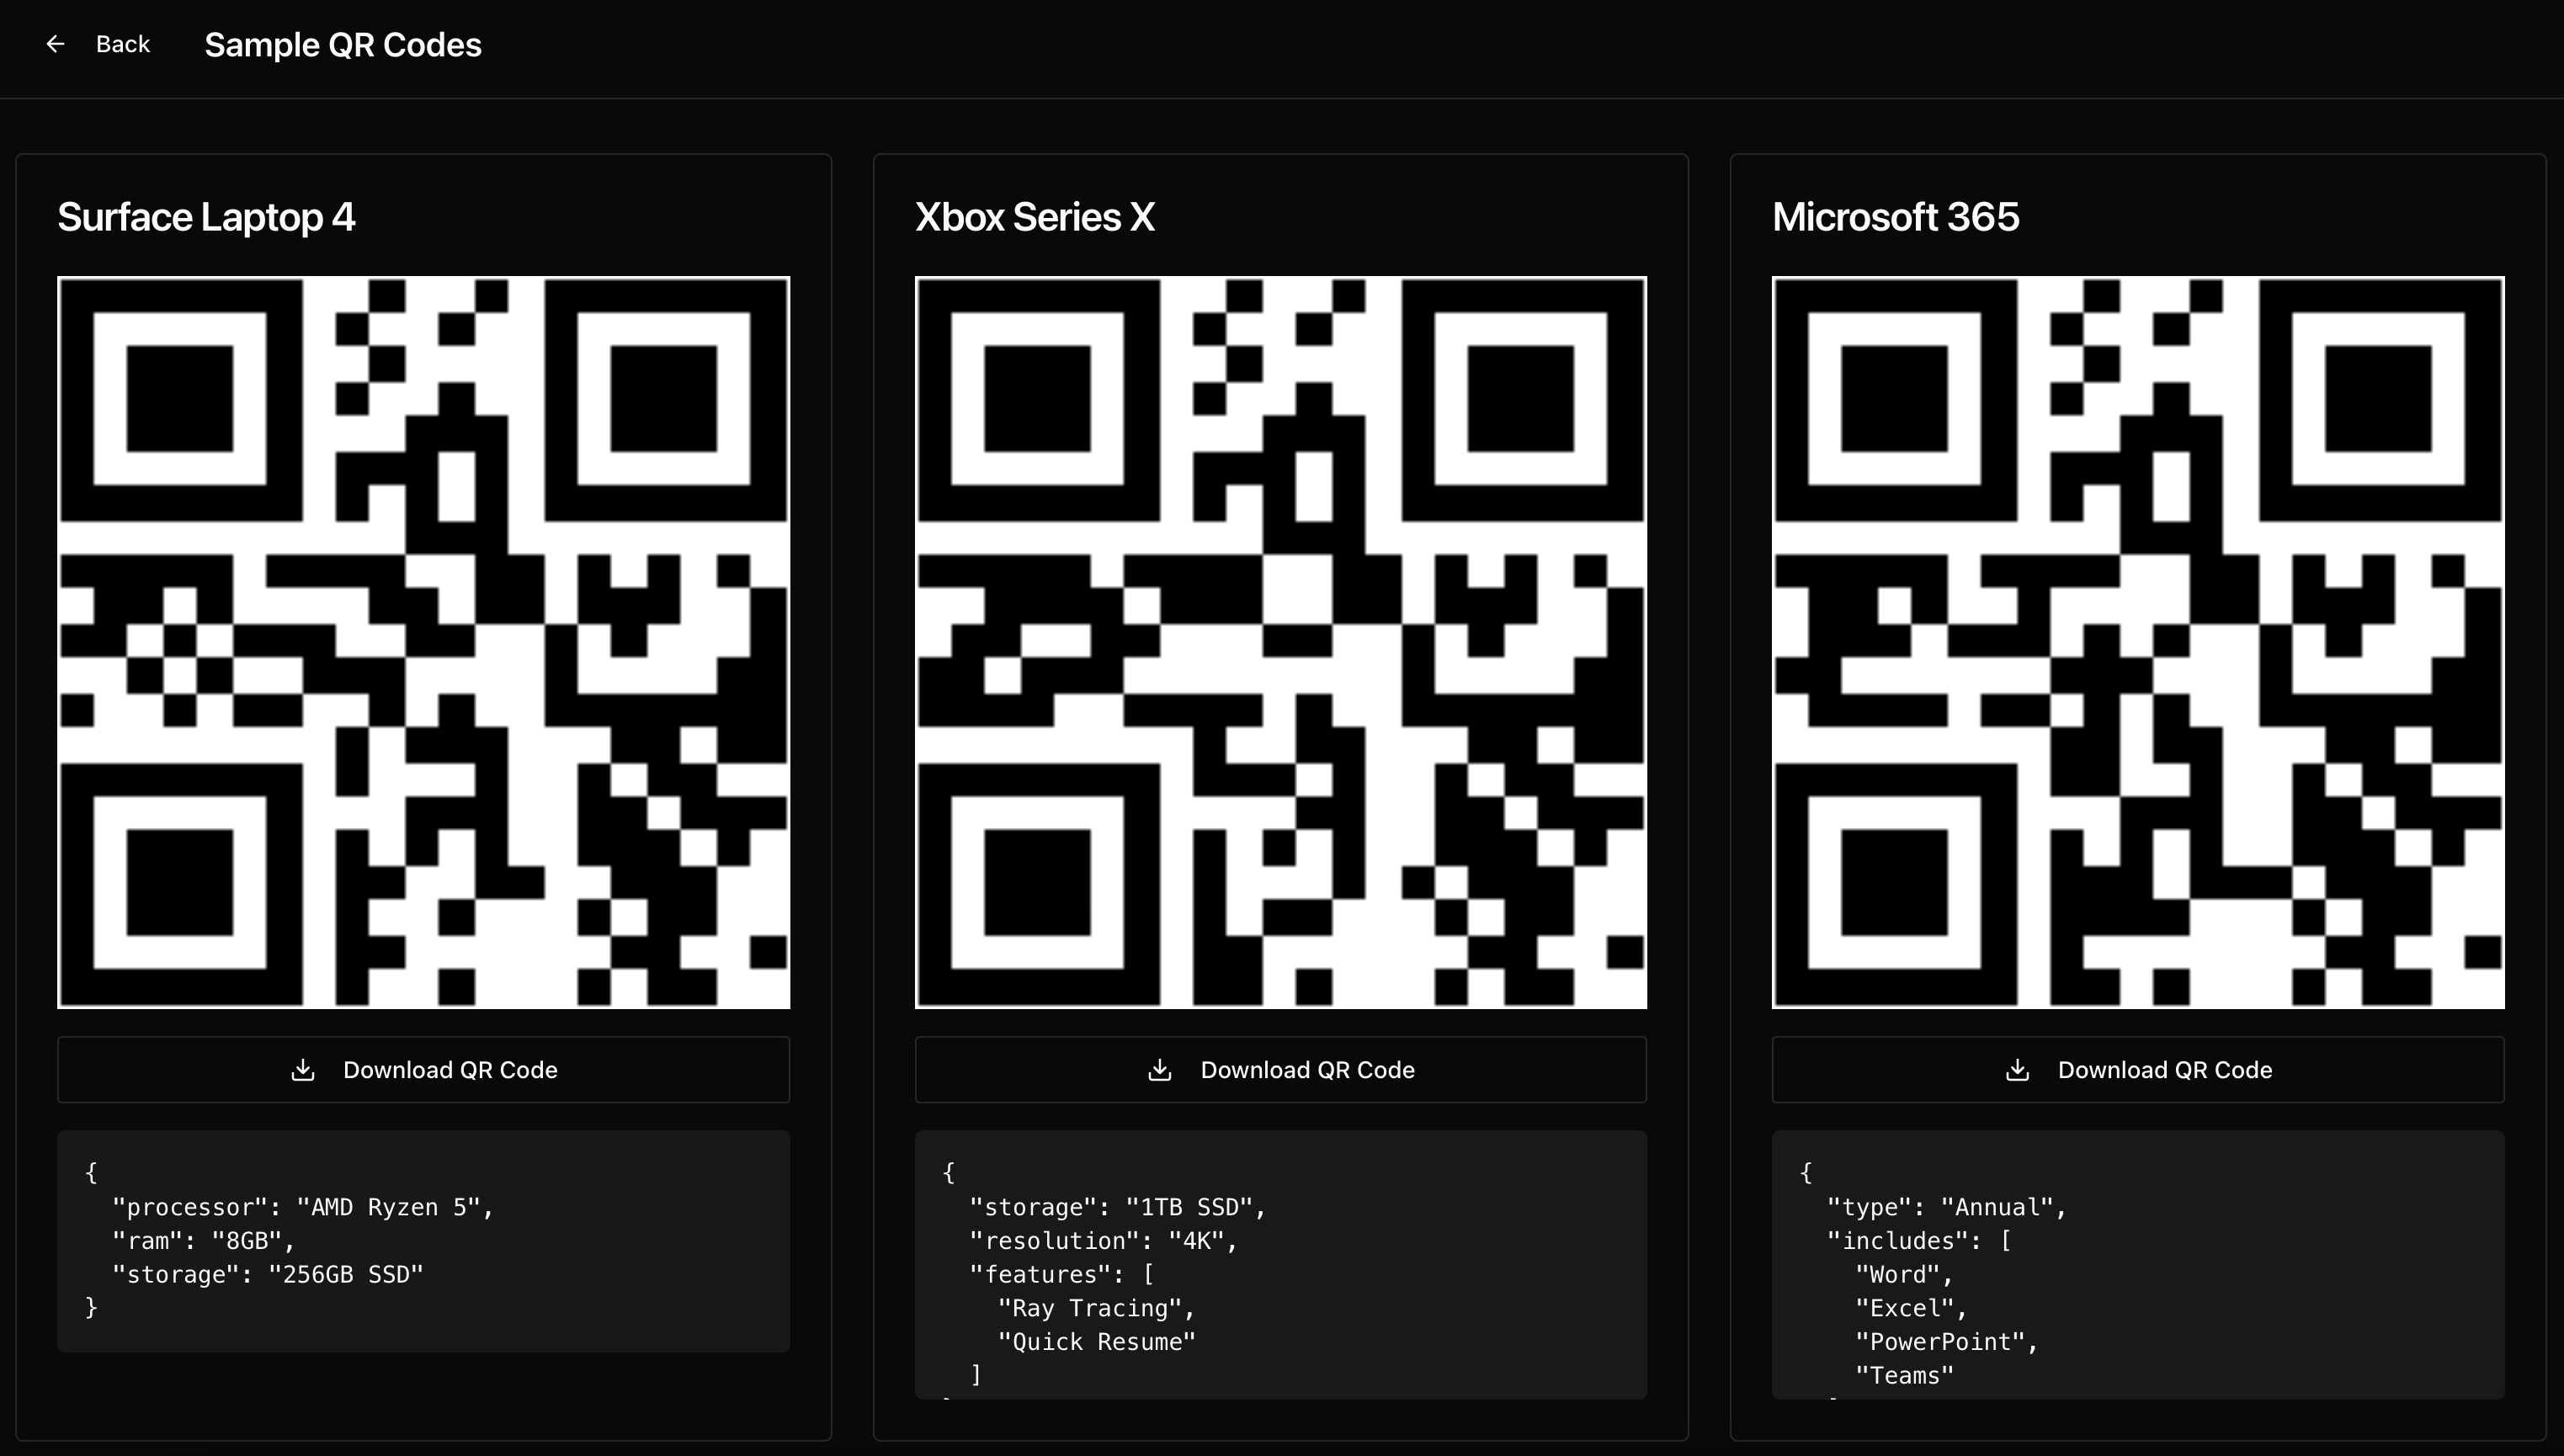 Back
Sample QR Codes
Surface Laptop 4
Download QR Code
{
"processor": "AMD Ryzen 5",
"ram": "8GB",
"storage": "256GB SSD"
}
Xbox Series X
Download QR Code
{
"storage": "1TB SSD",
"resolution": "4K",
"features": [
"Ray Tracing",
"Quick Resume"
]
Microsoft 365
Download QR Code
{
"type": "Annual",
"includes": [
"Word",
"Excel",
"PowerPoint",
"Teams"